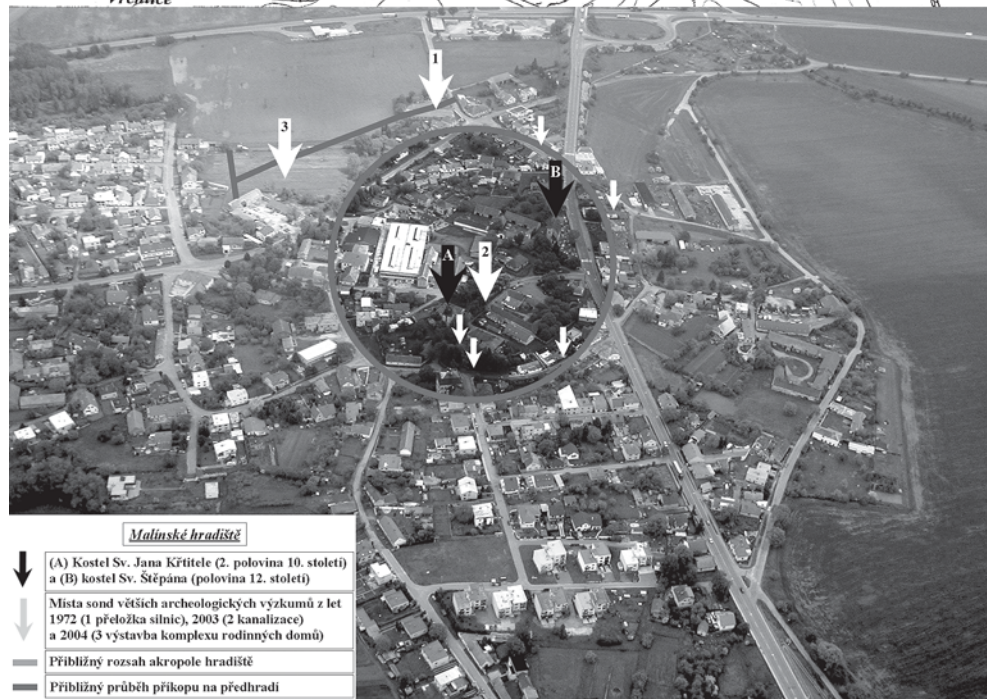 Vrbance
1
3
B
A
2
Malínské hradiště
(A) Kostel Sv. Jana Křtitele (2. polovina 10. století)
a (B) kostel Sv. Štěpána (polovina 12. století)
Místa sond větších archeologických výzkumů z let
1972 (1 přeložka silnic), 2003 (2 kanalizace)
a 2004 (3 výstavba komplexu rodinných domů)
Přibližný rozsah akropole hradiště
Přibližný průběh příkopu na předhradí